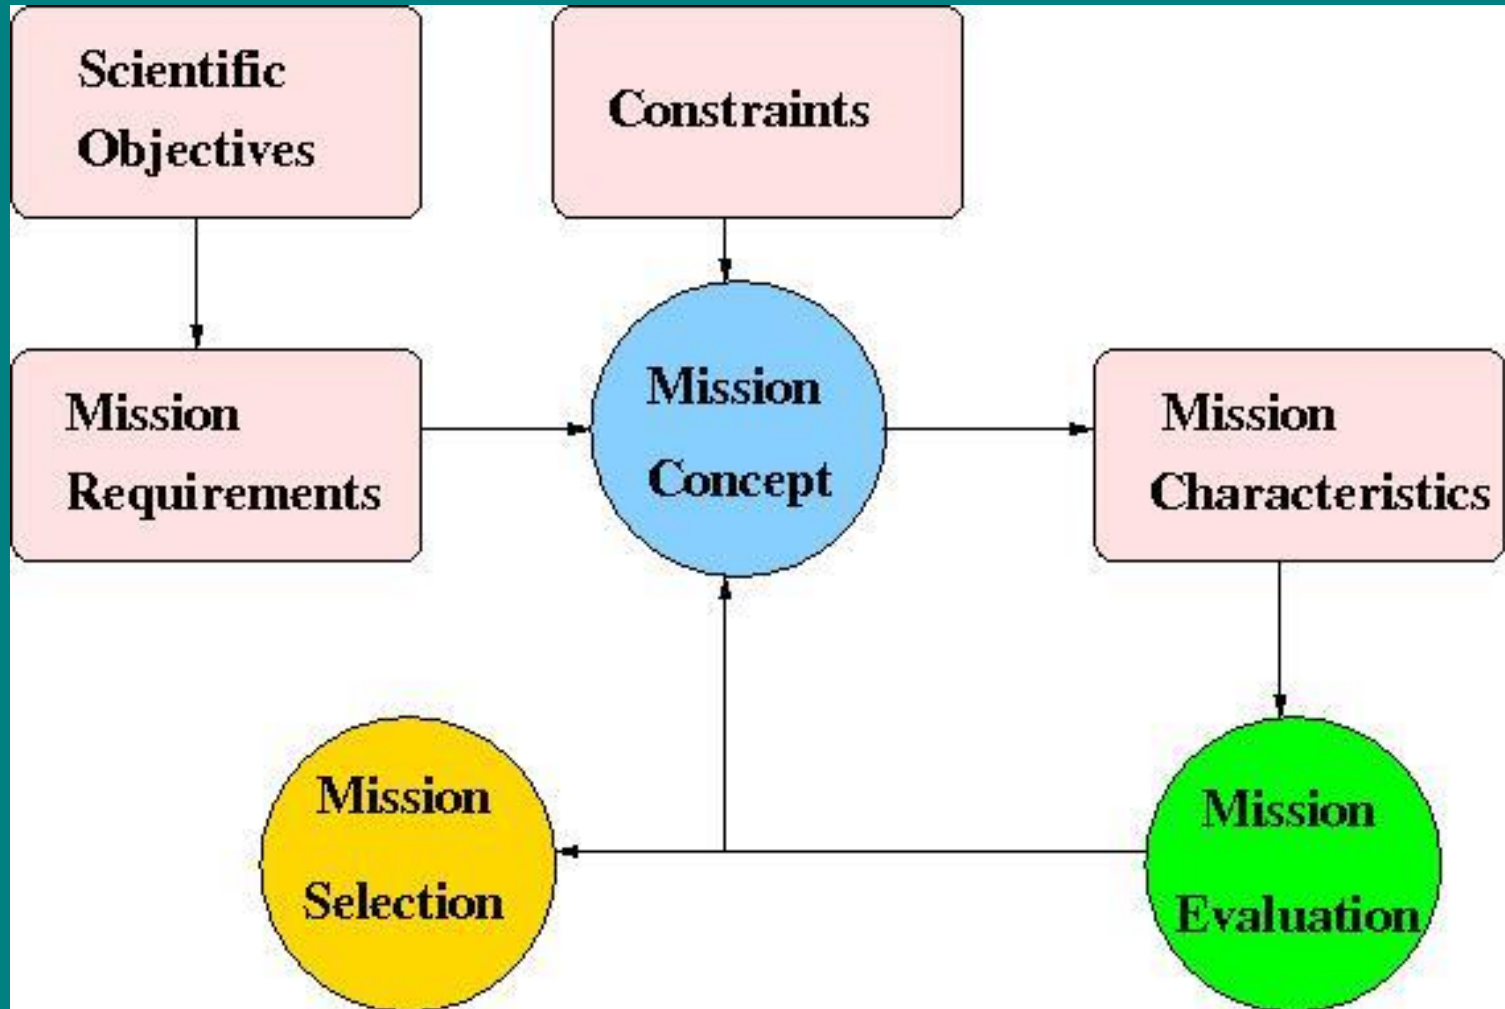 Scientific
Objectives
Constraints
Mission
Requirements
Mission
Concept
Mission
Characteristics
Mission
Selection
Mission
Evaluation